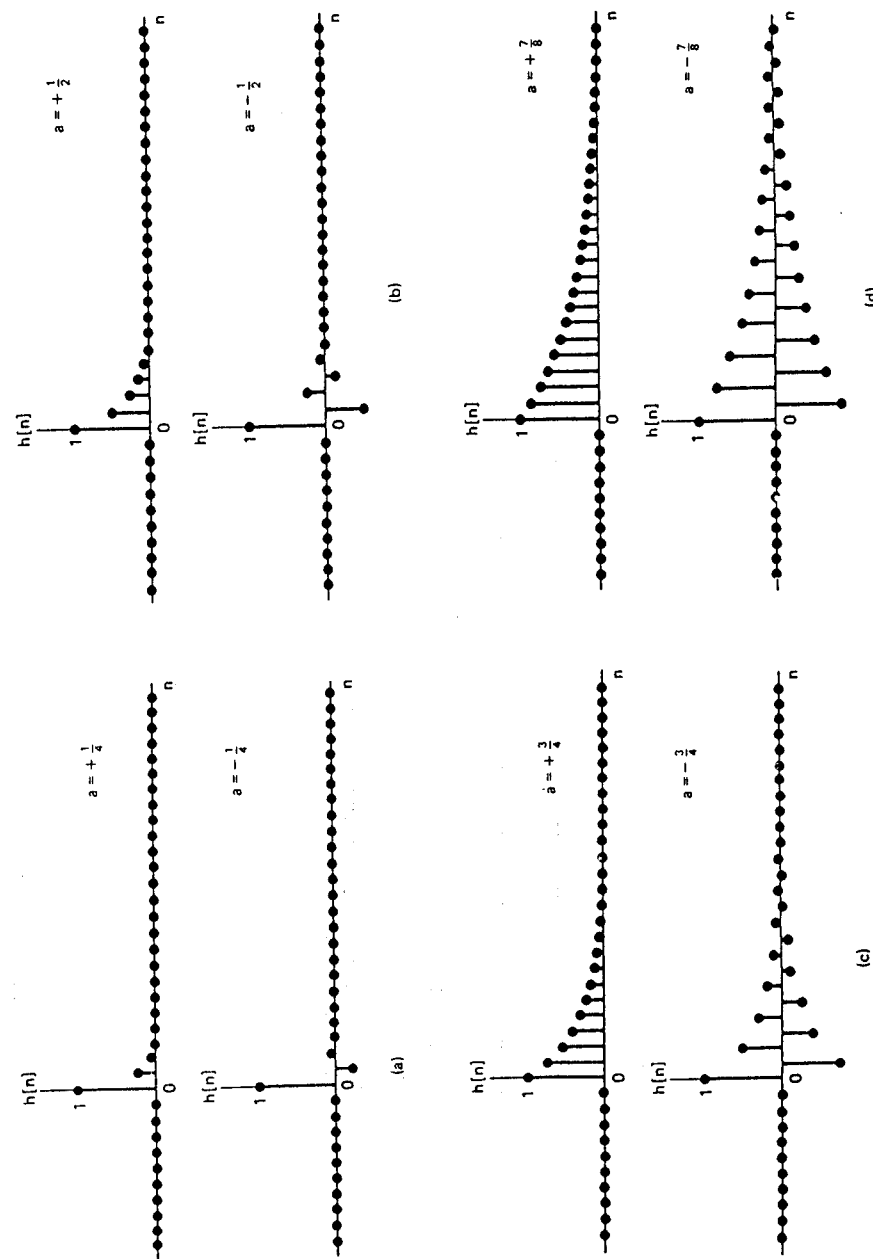 h[n]
1
0
n
a = + 1/4
h[n]
1
0
n
a = − 1/4
(a)
h[n]
1
0
n
a = + 1/2
h[n]
1
0
n
a = − 1/2
(b)
h[n]
1
0
n
a = + 3/4
h[n]
1
0
n
a = − 3/4
(c)
h[n]
1
0
n
a = + 7/8
h[n]
1
0
n
a = − 7/8
(d)